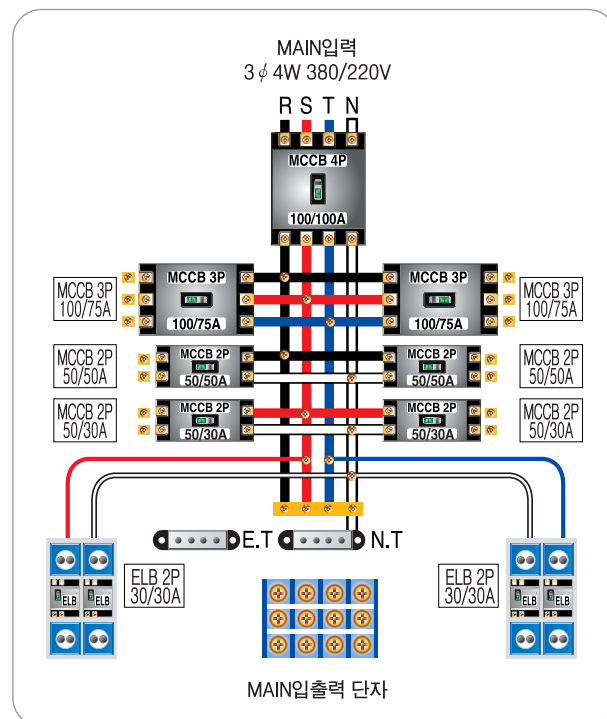 MAIN입력
3 ϕ 4W 380/220V
R S T N
MCCB 4P
100/100A
MCCB 3P
100/75A
MCCB 3P
100/75A
MCCB 3P
100/75A
MCCB 3P
100/75A
MCCB 2P
50/50A
MCCB 2P
50/50A
MCCB 2P
50/50A
MCCB 2P
50/50A
MCCB 2P
50/30A
MCCB 2P
50/30A
MCCB 2P
50/30A
MCCB 2P
50/30A
E.T
N.T
ELB ELB
ELB 2P
30/30A
ELB 2P
30/30A
ELB ELB
MAIN입출력 단자